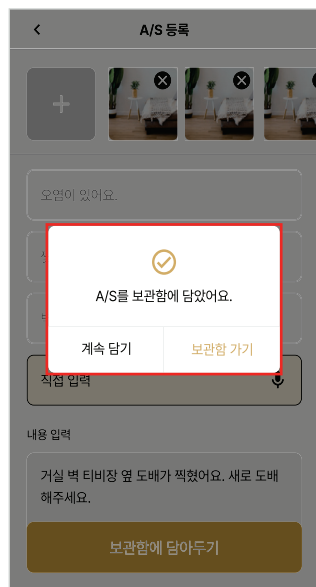 A/S 등록
오염이 있어요.
A/S를 보관함에 담았어요.
계속 담기
보관함 가기
직접 입력
내용 입력
거실 벽 티비장 옆 도배가 찍혔어요. 새로 도배
해주세요.
보관함에 담아두기